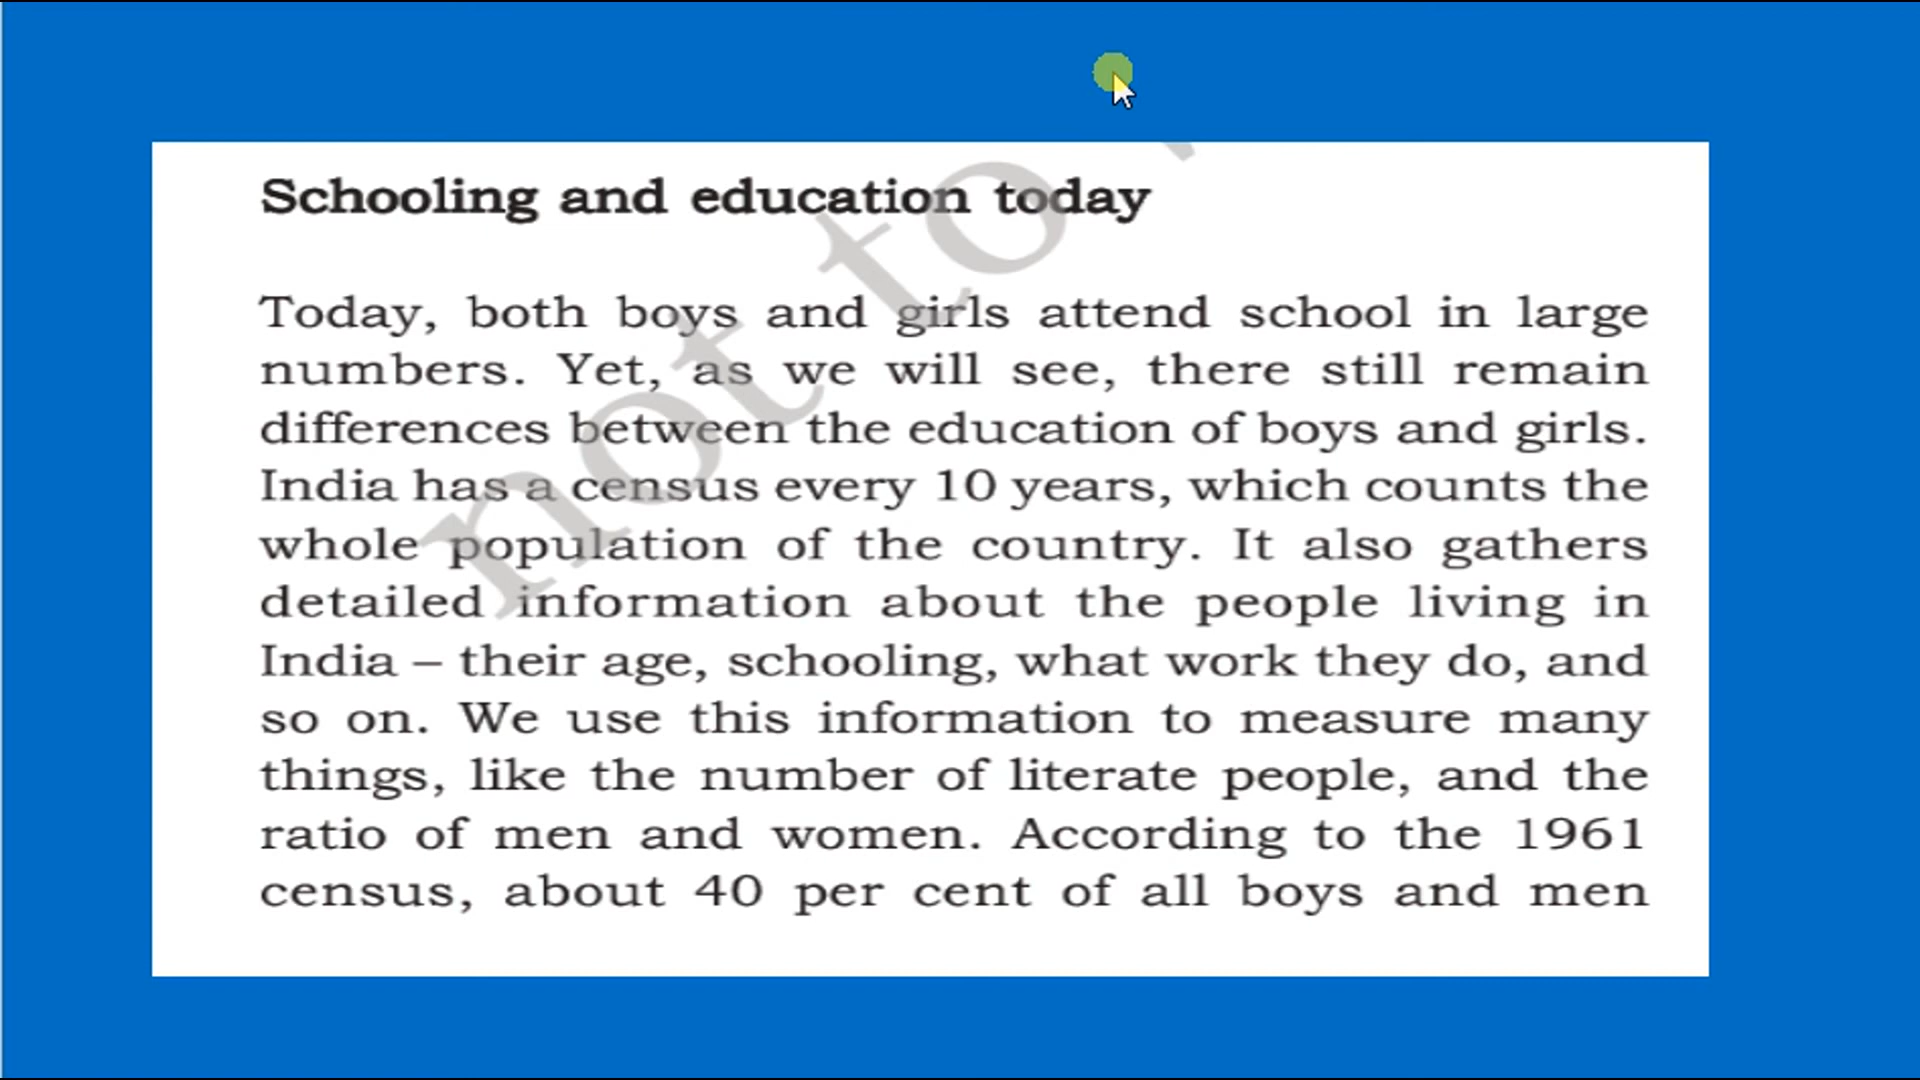 Schooling and education today
Today, both boys and girls attend school in large
numbers. Yet, as we will see, there still remain
differences between the education of boys and girls.
India has a census every 10 years, which counts the
whole population of the country. It also gathers
detailed information about the people living in
India – their age, schooling, what work they do, and
so on. We use this information to measure many
things, like the number of literate people, and the
ratio of men and women. According to the 1961
census, about 40 per cent of all boys and men
not to